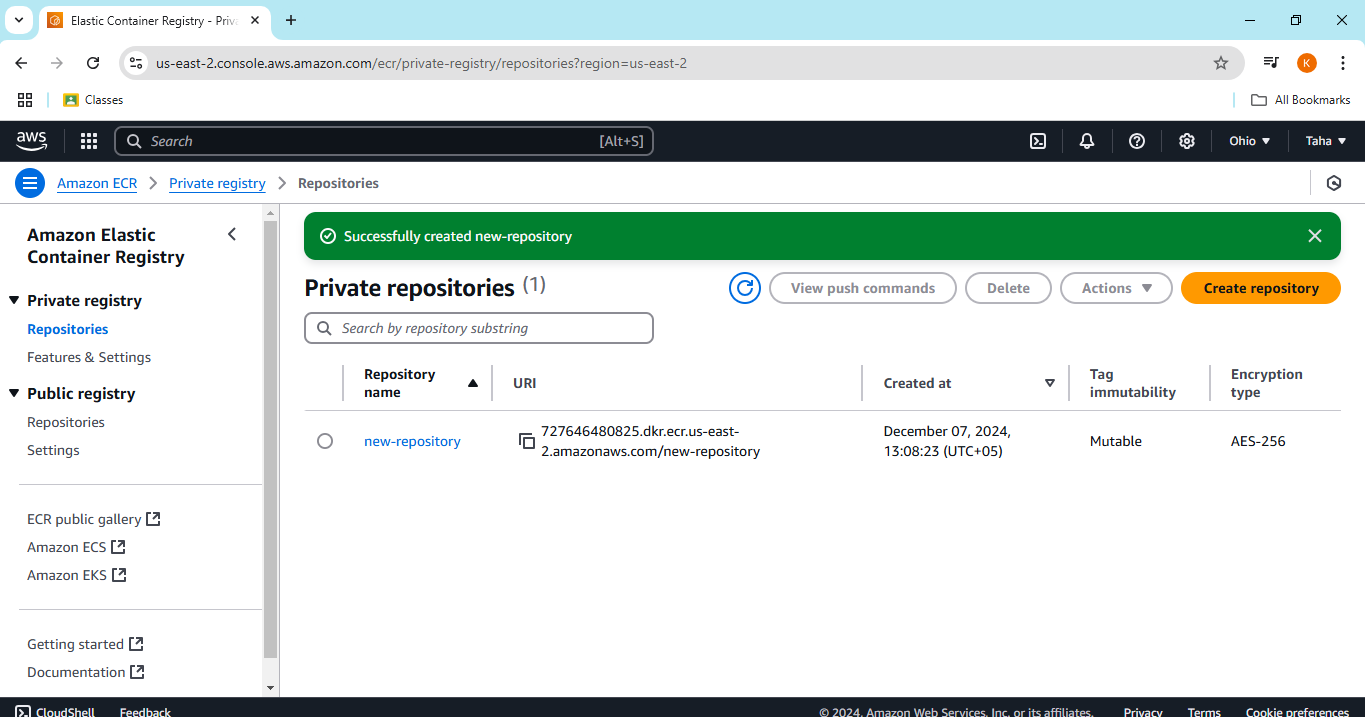 Elastic Container Registry - Priva
us-east-2.console.aws.amazon.com/ecr/private-registry/repositories?region=us-east-2
K
Classes
All Bookmarks
aws
Search
[Alt+S]
Ohio
Taha
Amazon ECR
Private registry
Repositories
Amazon Elastic
Container Registry
Private registry
Repositories
Features & Settings
Public registry
Repositories
Settings
ECR public gallery
Amazon ECS
Amazon EKS
Getting started
Documentation
Successfully created new-repository
Private repositories (1)
View push commands
Delete
Actions
Create repository
Search by repository substring
Repository
name
URI
Created at
Tag
immutability
Encryption
type
new-repository
727646480825.dkr.ecr.us-east-
2.amazonaws.com/new-repository
December 07, 2024,
13:08:23 (UTC+05)
Mutable
AES-256
CloudShell
Feedback
© 2024, Amazon Web Services, Inc. or its affiliates.
Privacy
Terms
Cookie preferences